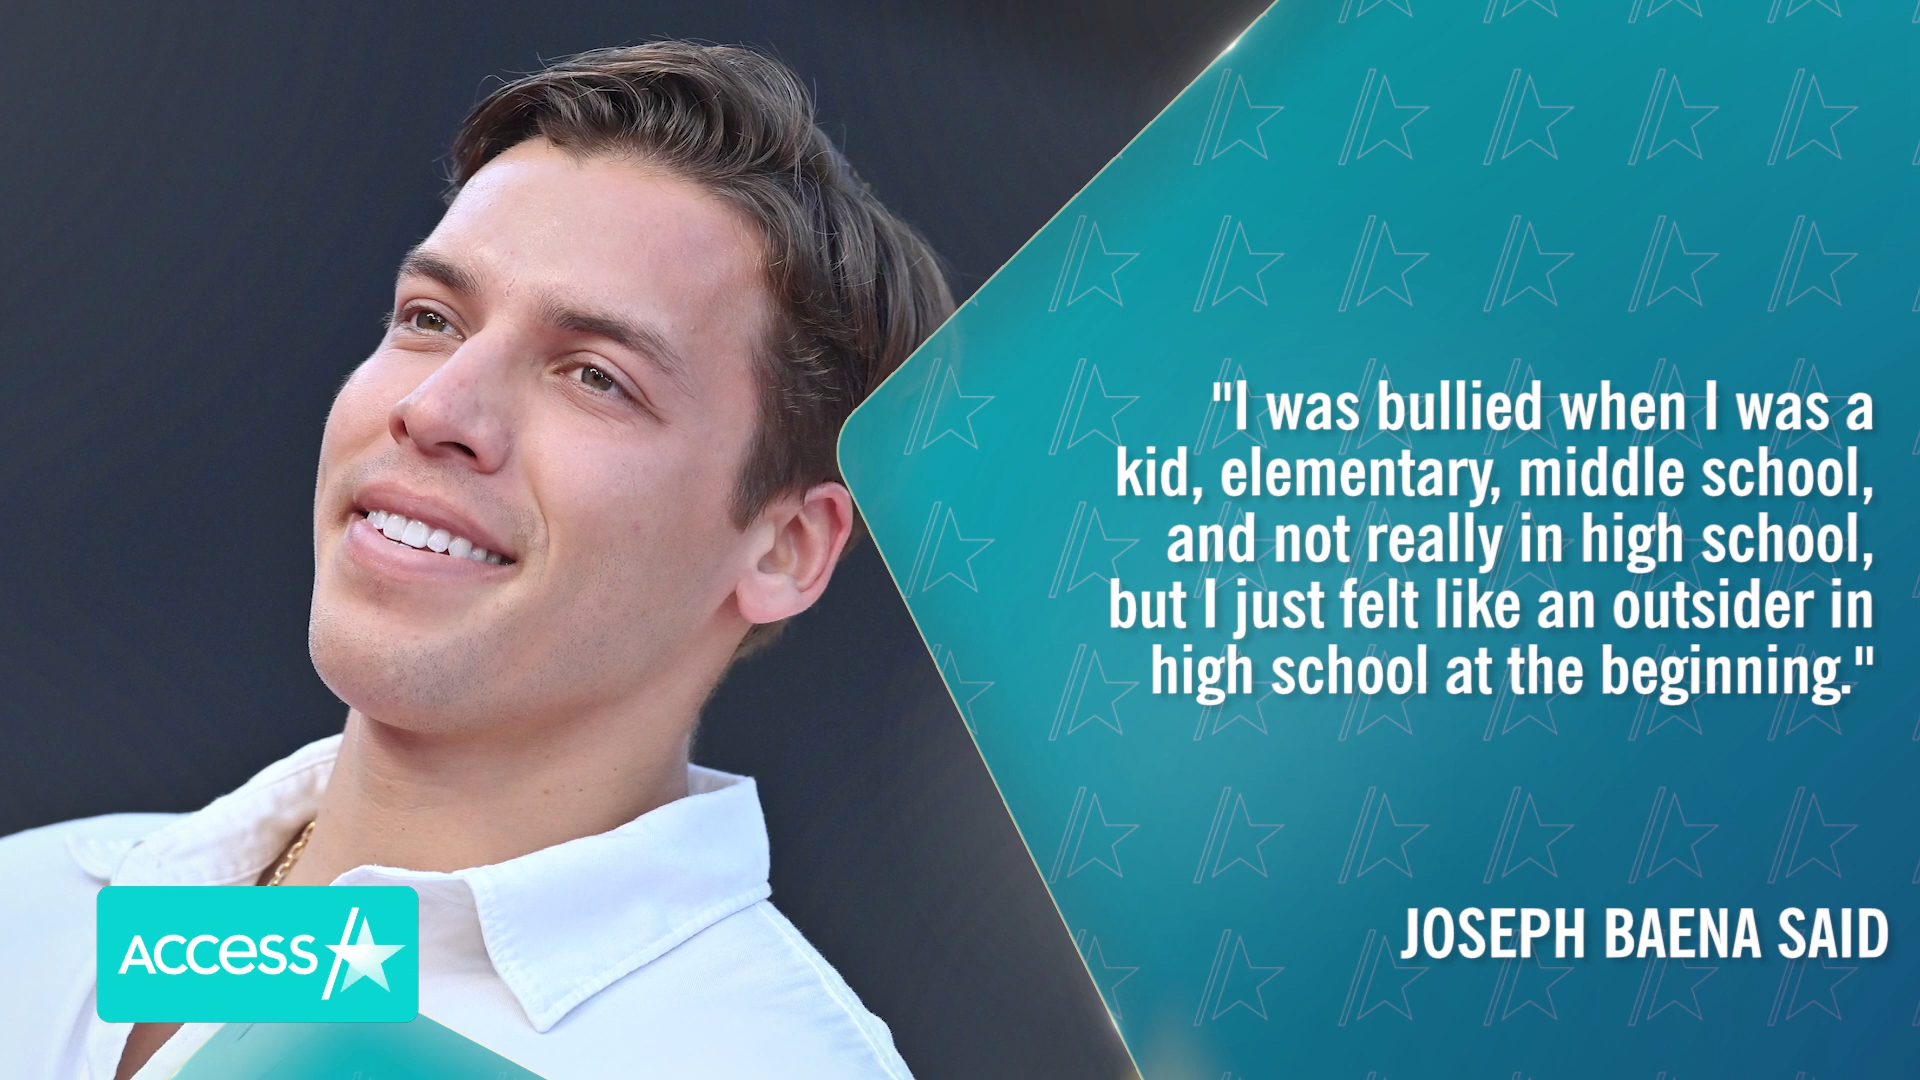 "I was bullied when I was a
kid, elementary, middle school,
and not really in high school,
but I just felt like an outsider in
high school at the beginning."
JOSEPH BAENA SAID
ACCESS